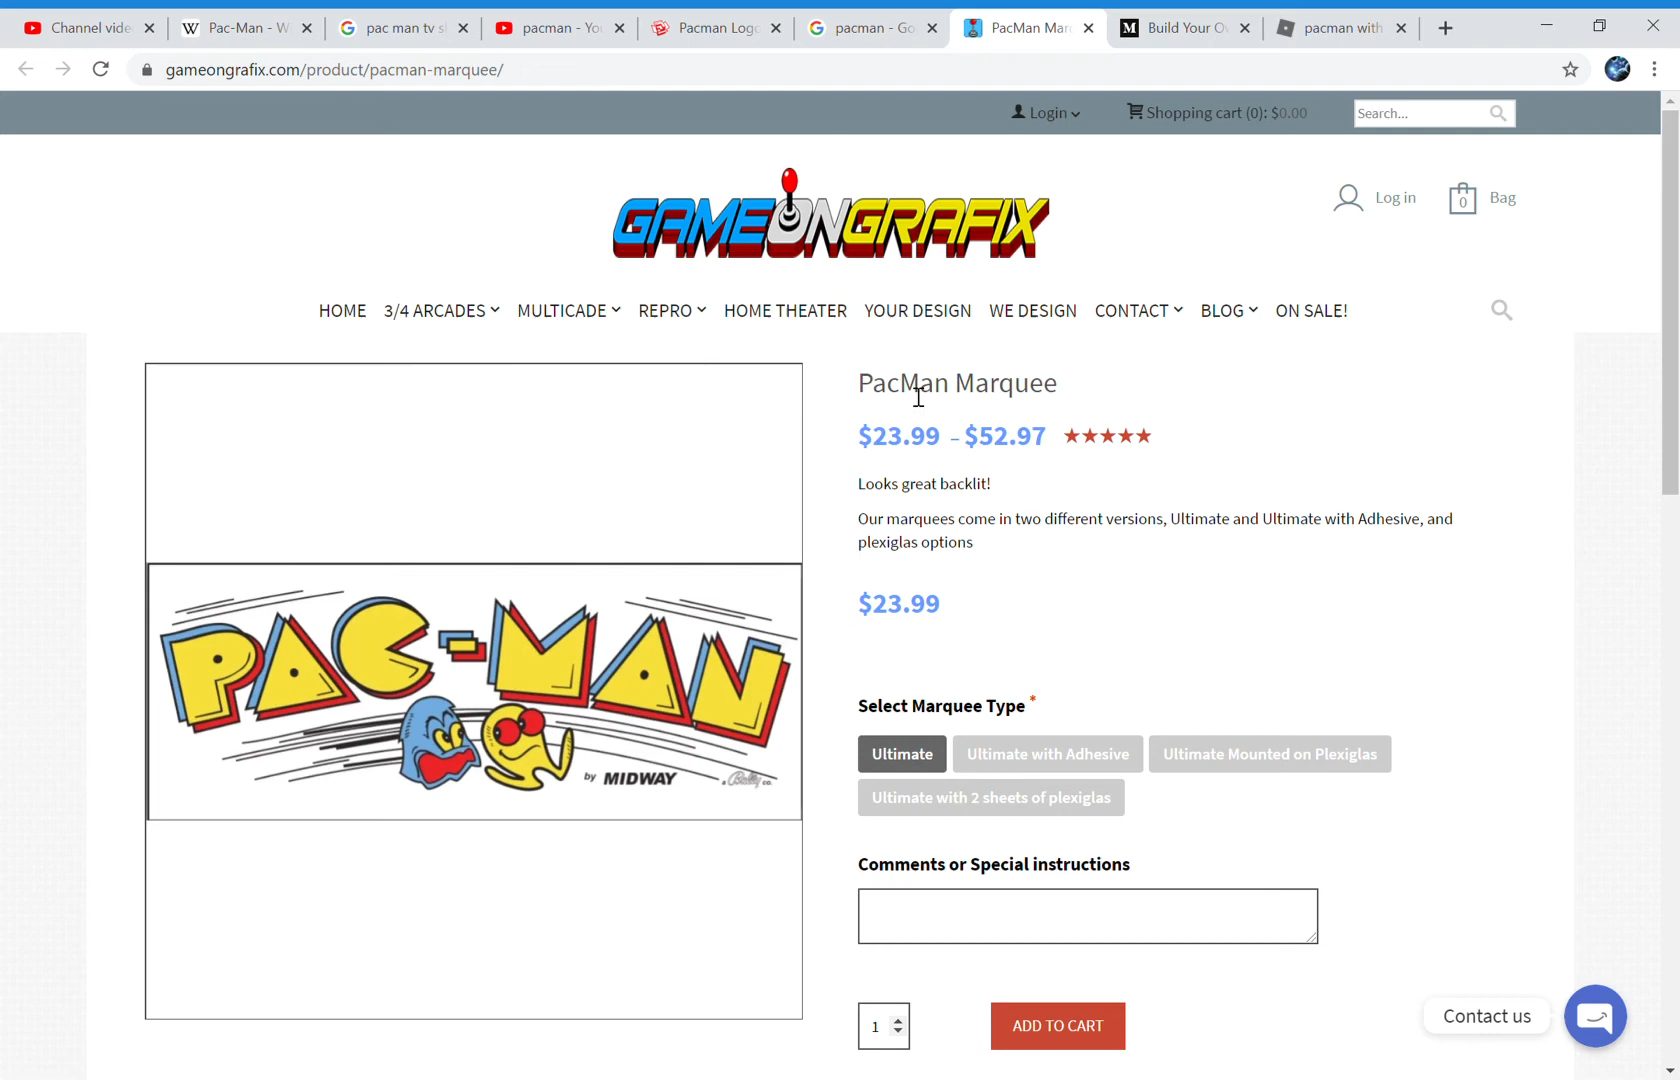 Channel vide
Pac-Man - W
pac man tv s
pacman - Yo
Pacman Logo
pacman - Go
PacMan Mar
Build Your O
pacman with
gameongrafix.com/product/pacman-marquee/
Login
Shopping cart (0): $0.00
Search...
GAMEONGRAFIX
Log in
0
Bag
HOME
3/4 ARCADES
MULTICADE
REPRO
HOME THEATER
YOUR DESIGN
WE DESIGN
CONTACT
BLOG
ON SALE!
PAC-MAN
by MIDWAY
a Bally co.
PacMan Marquee
$23.99 – $52.97
Looks great backlit!
Our marquees come in two different versions, Ultimate and Ultimate with Adhesive, and
plexiglas options
$23.99
Select Marquee Type *
Ultimate
Ultimate with Adhesive
Ultimate Mounted on Plexiglas
Ultimate with 2 sheets of plexiglas
Comments or Special instructions
1
ADD TO CART
Contact us